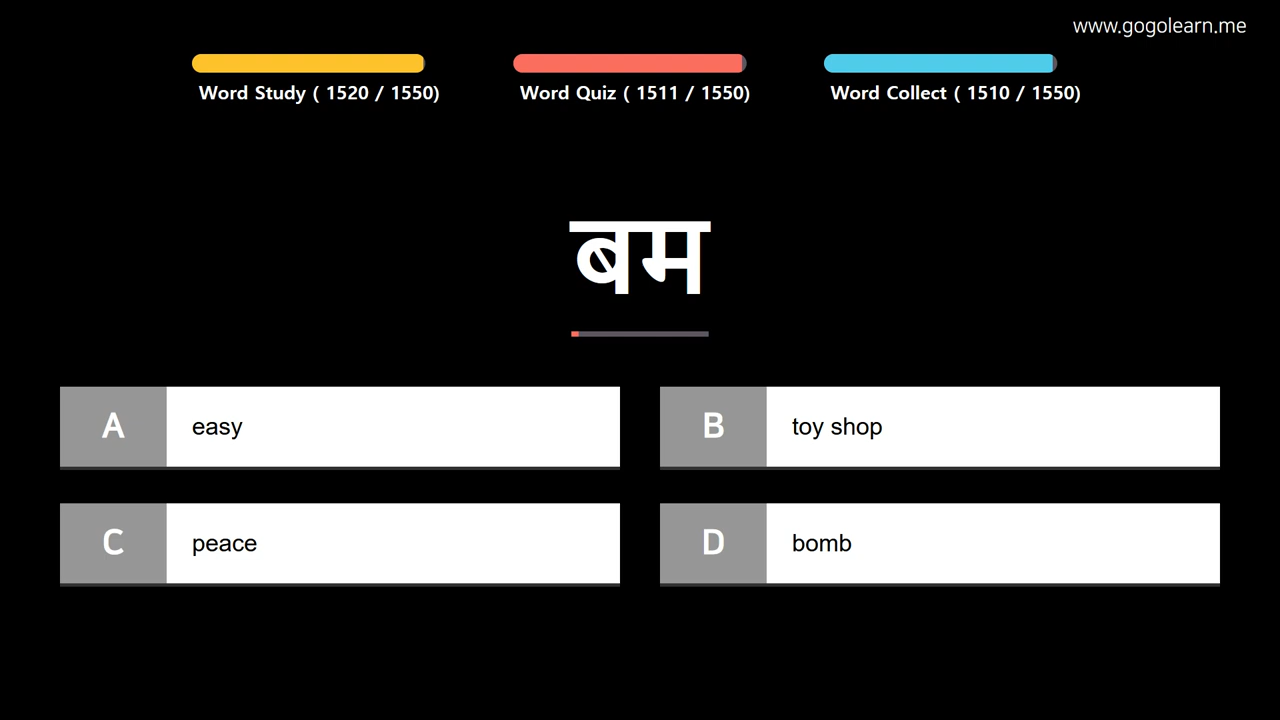 www.gogolearn.me
Word Study ( 1520 / 1550)
Word Quiz ( 1511 / 1550)
Word Collect ( 1510 / 1550)
बम
A easy
B toy shop
C peace
D bomb